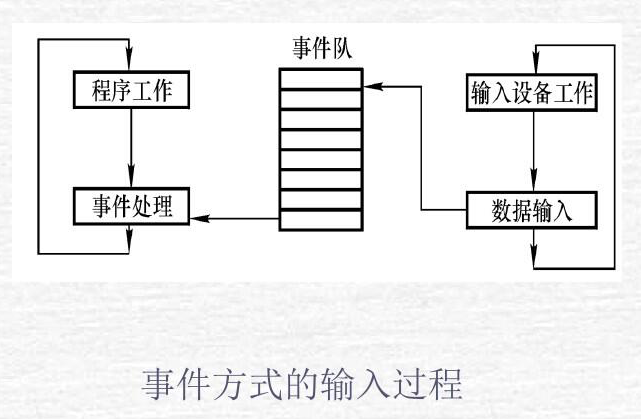 事件队
程序工作
输入设备工作
事件处理
数据输入
事件方式的输入过程